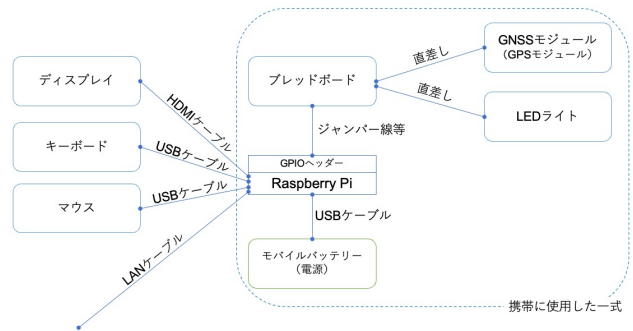 ディスプレイ
キーボード
マウス
HDMIケーブル
USBケーブル
USBケーブル
LANケーブル
ブレッドボード
直差し
直差し
GNSSモジュール
（GPSモジュール）
LEDライト
ジャンパー線等
GPIOヘッダー
Raspberry Pi
USBケーブル
モバイルバッテリー
（電源）
携帯に使用した一式